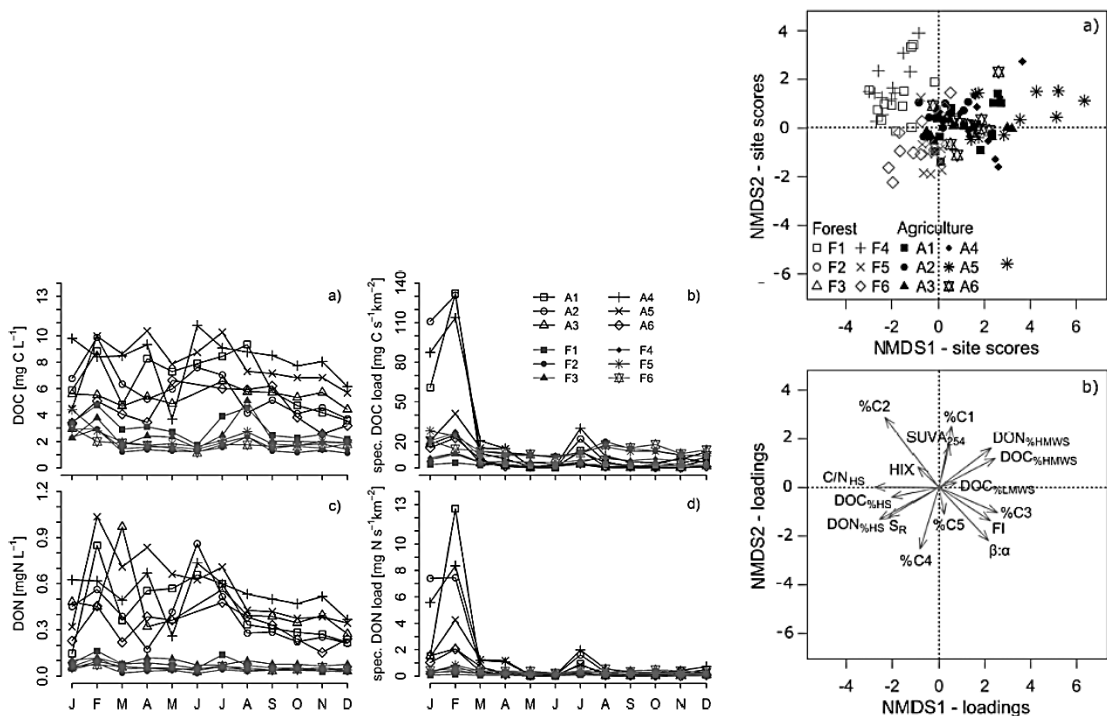 a)
DOC [mg C L⁻¹]
13
10
8
6
4
2
0
b)
spec. DOC load [mg C s⁻¹km⁻²]
140
110
80
50
20
0
A1 A4
A2 A5
A3 A6
F1 F4
F2 F5
F3 F6
c)
DON [mgN L⁻¹]
1.2
0.9
0.6
0.3
0.0
J F M A M J J A S O N D
d)
spec. DON load [mg N s⁻¹km⁻²]
13
10
8
6
4
2
0
J F M A M J J A S O N D
a)
NMDS2 - site scores
4
2
0
-2
-4
-6
Forest Agriculture
F1 F4 A1 A4
F2 F5 A2 A5
F3 F6 A3 A6
-4 -2 0 2 4 6
NMDS1 - site scores
b)
NMDS2 - loadings
6
4
2
0
-2
-4
-6
%C2
%C1
SUVA254
DON%HMWS
DOC%HMWS
HIX
C/NHS
DOC%LMWS
DOC%HS
%C3
DON%HS
SR
%C5
FI
%C4
β:α
-4 -2 0 2 4 6
NMDS1 - loadings